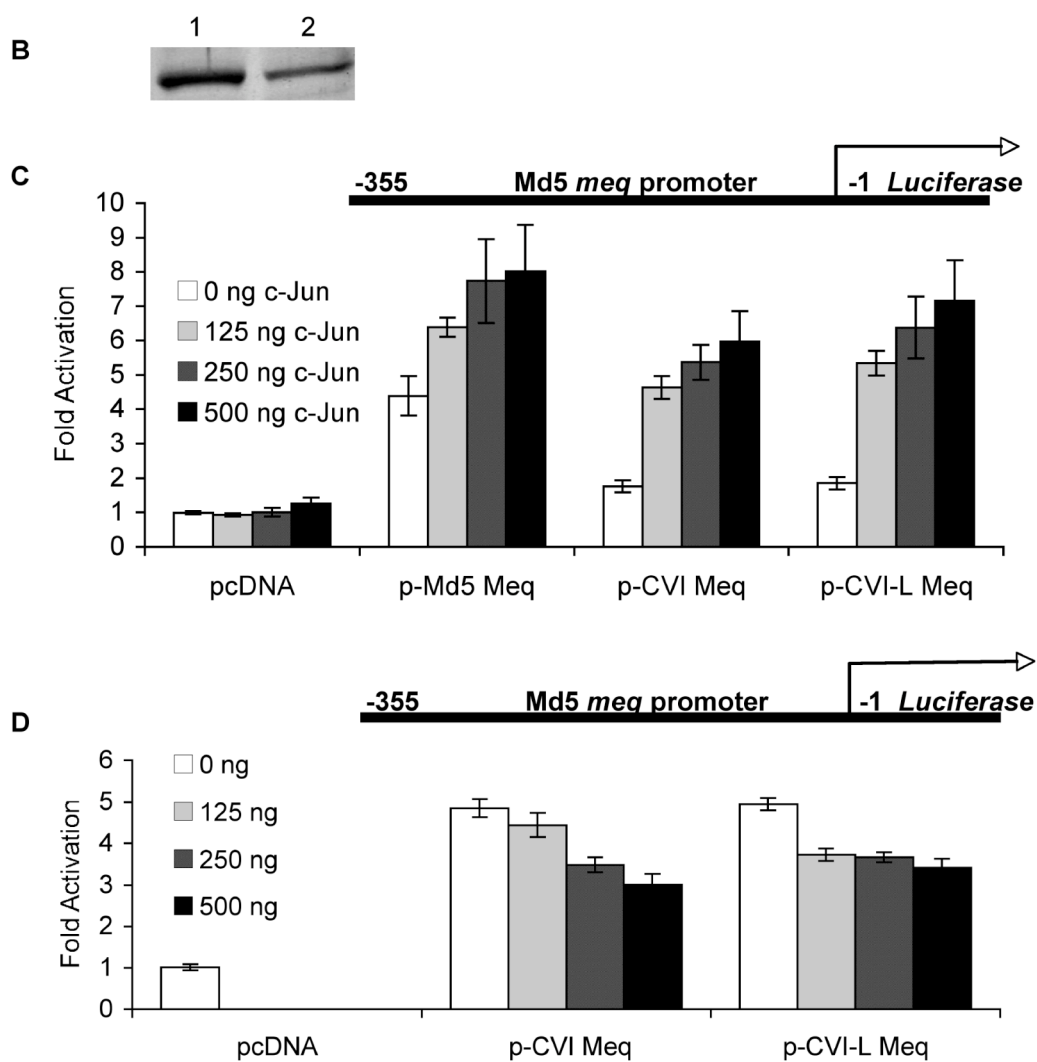 B
1 2
C
-355 Md5 meq promoter -1 Luciferase
Fold Activation
10
9
8
7
6
5
4
3
2
1
0
0 ng c-Jun
125 ng c-Jun
250 ng c-Jun
500 ng c-Jun
pcDNA p-Md5 Meq p-CVI Meq p-CVI-L Meq
D
-355 Md5 meq promoter -1 Luciferase
Fold Activation
6
5
4
3
2
1
0
0 ng
125 ng
250 ng
500 ng
pcDNA p-CVI Meq p-CVI-L Meq